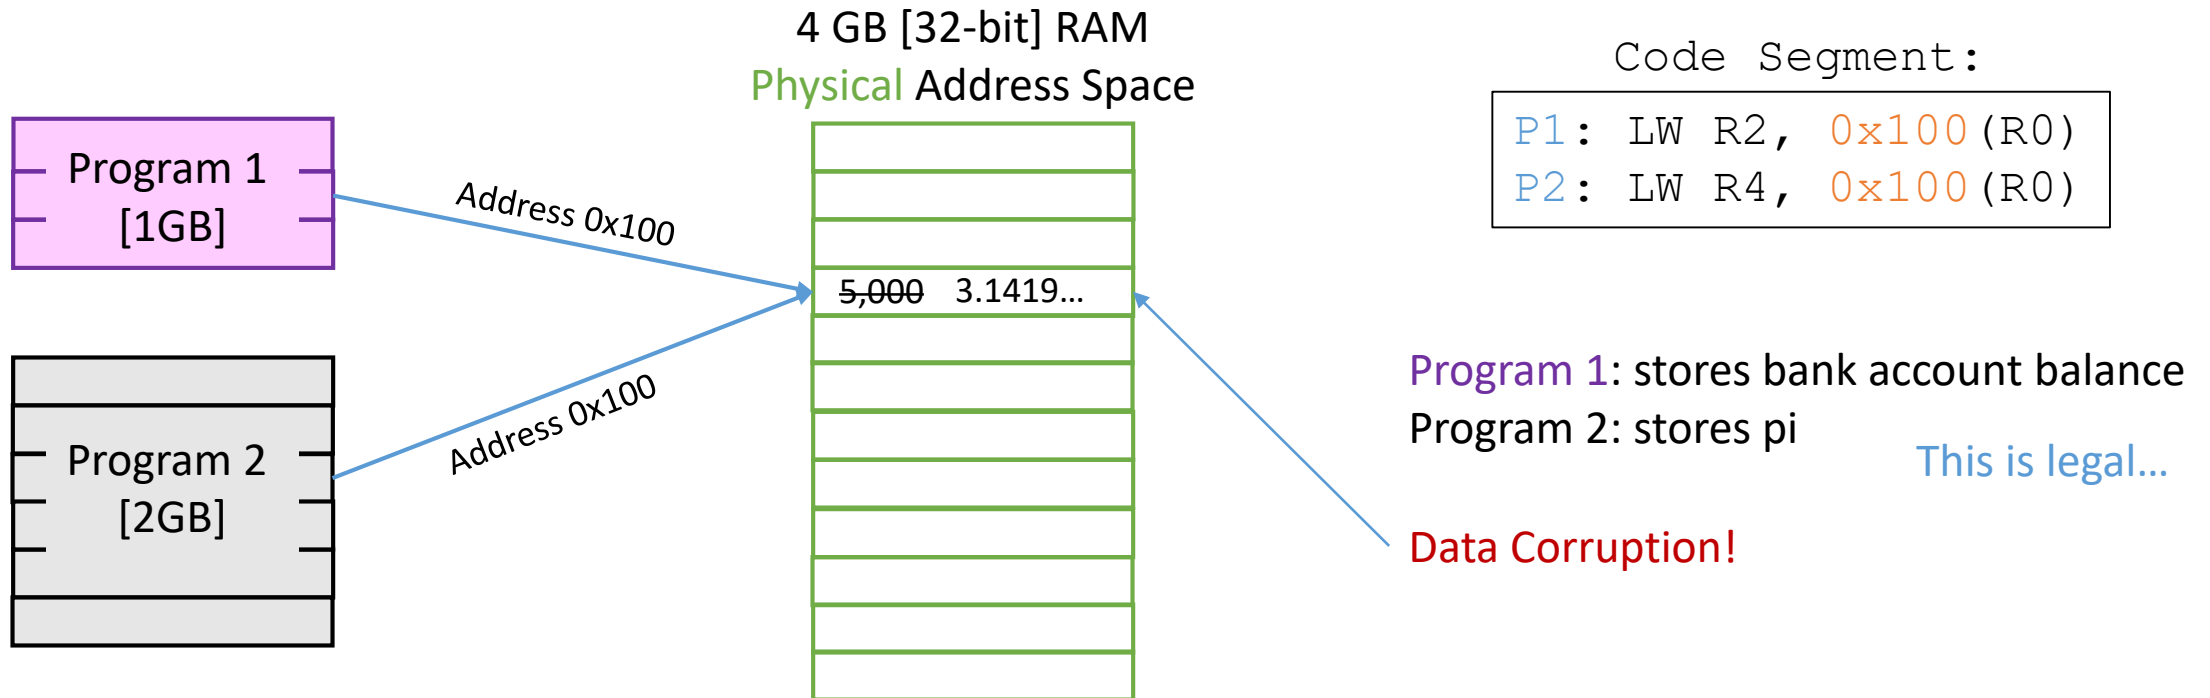 4 GB [32-bit] RAM
Physical Address Space
Program 1
[1GB]
Address 0x100
Program 2
[2GB]
Address 0x100
5,000 3.1419...
Code Segment:
P1: LW R2, 0x100(R0)
P2: LW R4, 0x100(R0)
Program 1: stores bank account balance
Program 2: stores pi
This is legal...
Data Corruption!